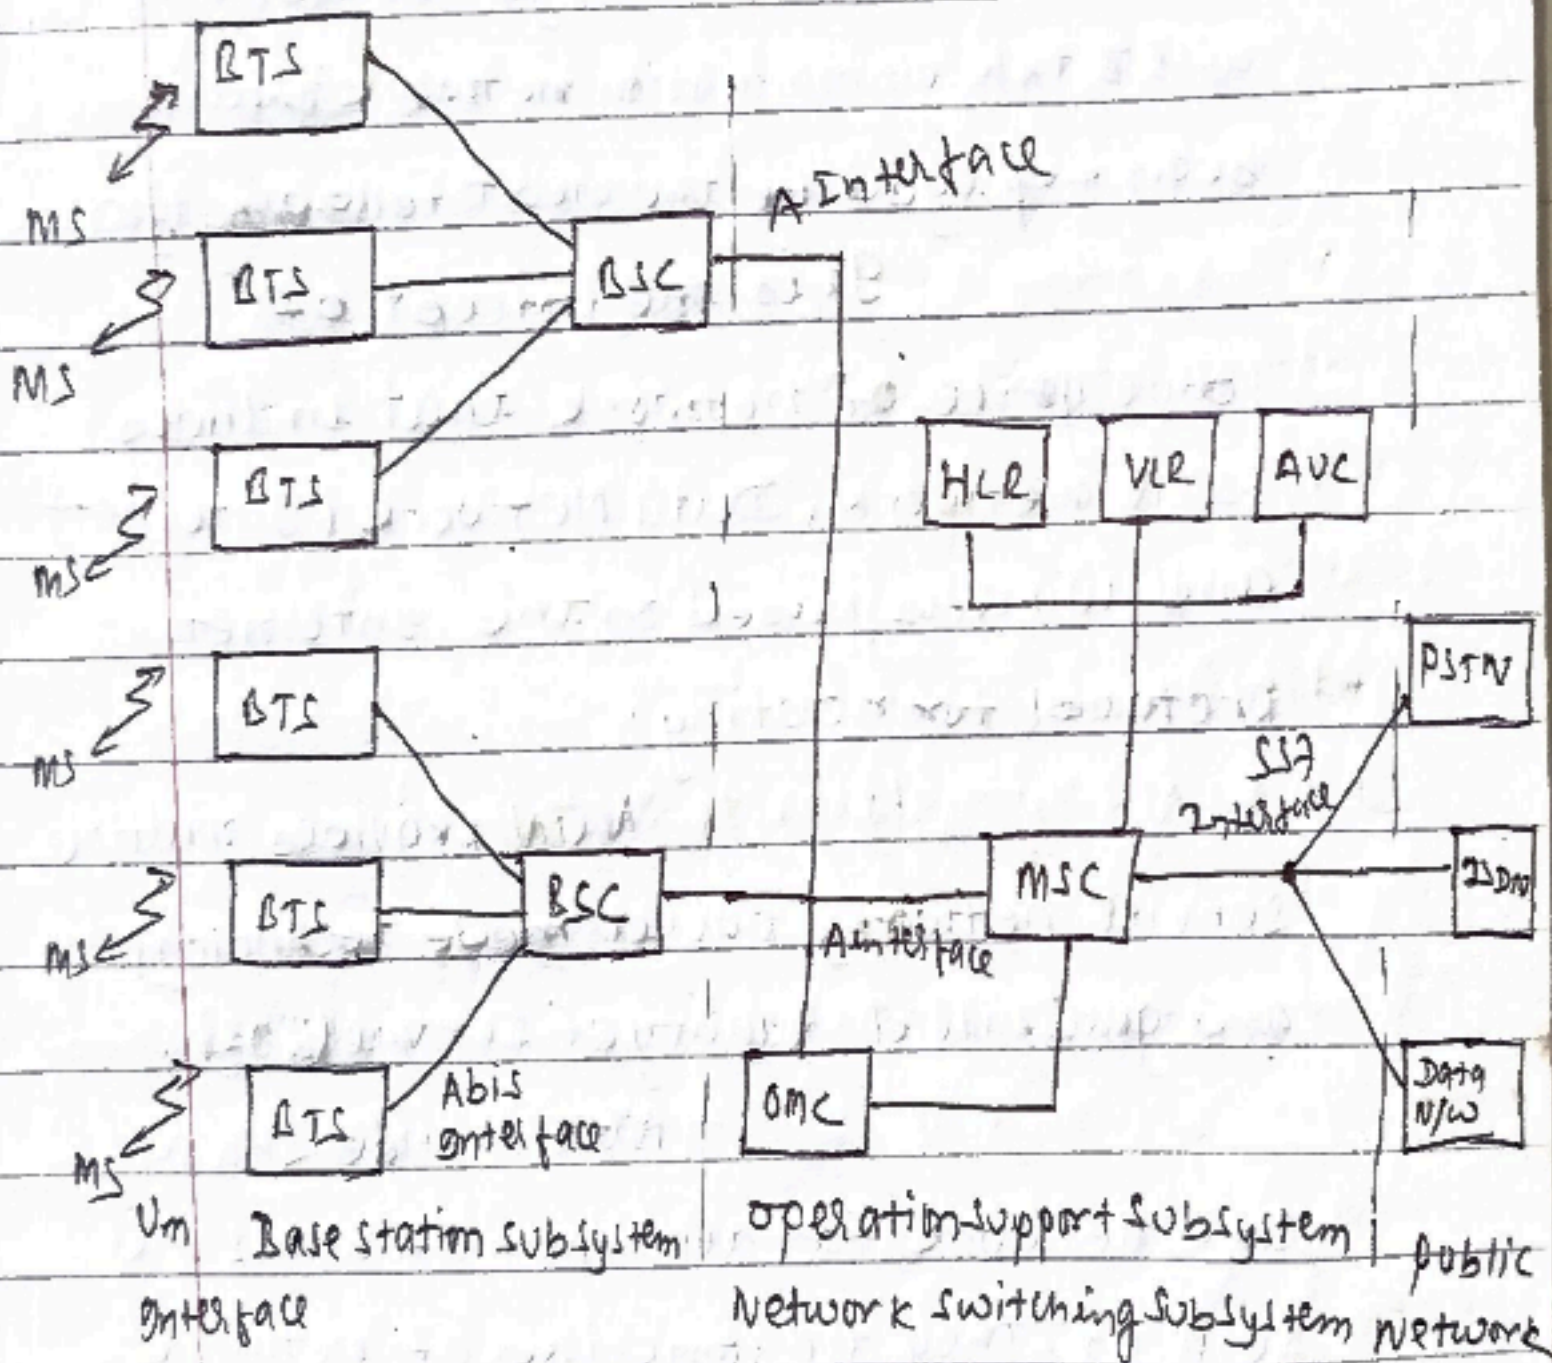 BTS
A Interface
MS
BTS
BSC
MS
HLR
VLR
AUC
BTS
MS
PSTN
BTS
SS7
Interface
MS
BTS
BSC
MSC
ISDN
A interface
MS
BTS
Abis
Interface
OMC
Data
N/W
MS
Um
Interface
Base station subsystem
operation support subsystem
Network switching subsystem
public
Network